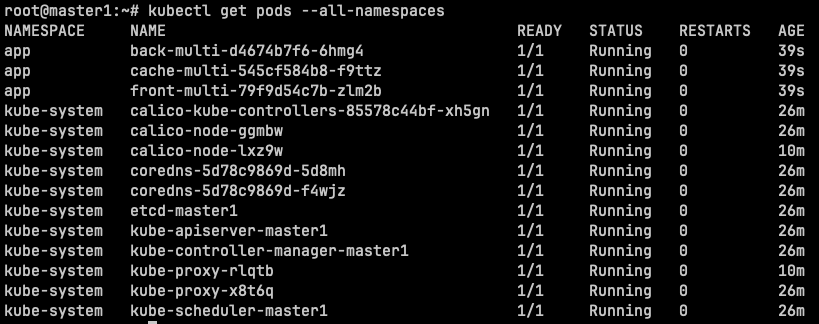 root@master1:~# kubectl get pods --all-namespaces
NAMESPACE     NAME                                       READY   STATUS    RESTARTS   AGE
app           back-multi-d4674b7f6-6hmg4                 1/1     Running   0          39s
app           cache-multi-545cf584b8-f9ttz               1/1     Running   0          39s
app           front-multi-79f9d54c7b-zlm2b               1/1     Running   0          39s
kube-system   calico-kube-controllers-85578c44bf-xh5gn   1/1     Running   0          26m
kube-system   calico-node-ggmbw                          1/1     Running   0          26m
kube-system   calico-node-lxz9w                          1/1     Running   0          10m
kube-system   coredns-5d78c9869d-5d8mh                   1/1     Running   0          26m
kube-system   coredns-5d78c9869d-f4wjz                   1/1     Running   0          26m
kube-system   etcd-master1                               1/1     Running   0          26m
kube-system   kube-apiserver-master1                     1/1     Running   0          26m
kube-system   kube-controller-manager-master1            1/1     Running   0          26m
kube-system   kube-proxy-rlqtb                           1/1     Running   0          10m
kube-system   kube-proxy-x8t6q                           1/1     Running   0          26m
kube-system   kube-scheduler-master1                     1/1     Running   0          26m